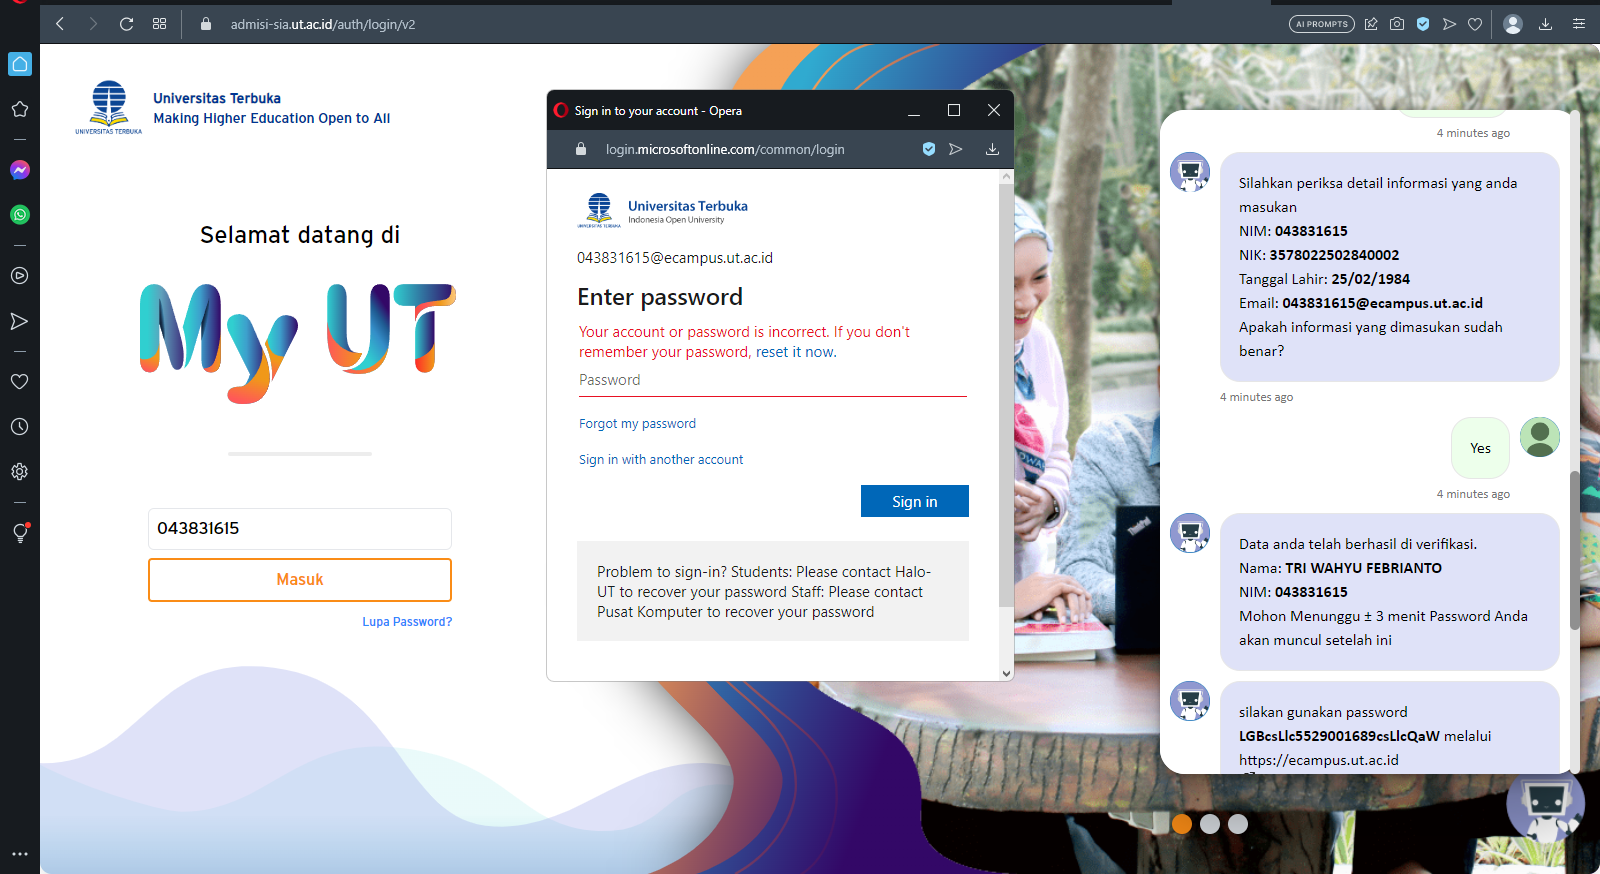 admisi-sia.ut.ac.id/auth/login/v2
AI PROMPTS
UNIVERSITAS TERBUKA
Universitas Terbuka
Making Higher Education Open to All
Selamat datang di
My UT
043831615
Masuk
Lupa Password?
Sign in to your account - Opera
login.microsoftonline.com/common/login
UNIVERSITAS TERBUKA
Universitas Terbuka
Indonesia Open University
043831615@ecampus.ut.ac.id
Enter password
Your account or password is incorrect. If you don't
remember your password, reset it now.
Password
Forgot my password
Sign in with another account
Sign in
Problem to sign-in? Students: Please contact Halo-
UT to recover your password Staff: Please contact
Pusat Komputer to recover your password
ThinkPad
4 minutes ago
Silahkan periksa detail informasi yang anda
masukan
NIM: 043831615
NIK: 3578022502840002
Tanggal Lahir: 25/02/1984
Email: 043831615@ecampus.ut.ac.id
Apakah informasi yang dimasukan sudah
benar?
4 minutes ago
Yes
4 minutes ago
Data anda telah berhasil di verifikasi.
Nama: TRI WAHYU FEBRIANTO
NIM: 043831615
Mohon Menunggu ± 3 menit Password Anda
akan muncul setelah ini
silakan gunakan password
LGBcsLlc5529001689csLlcQaW melalui
https://ecampus.ut.ac.id